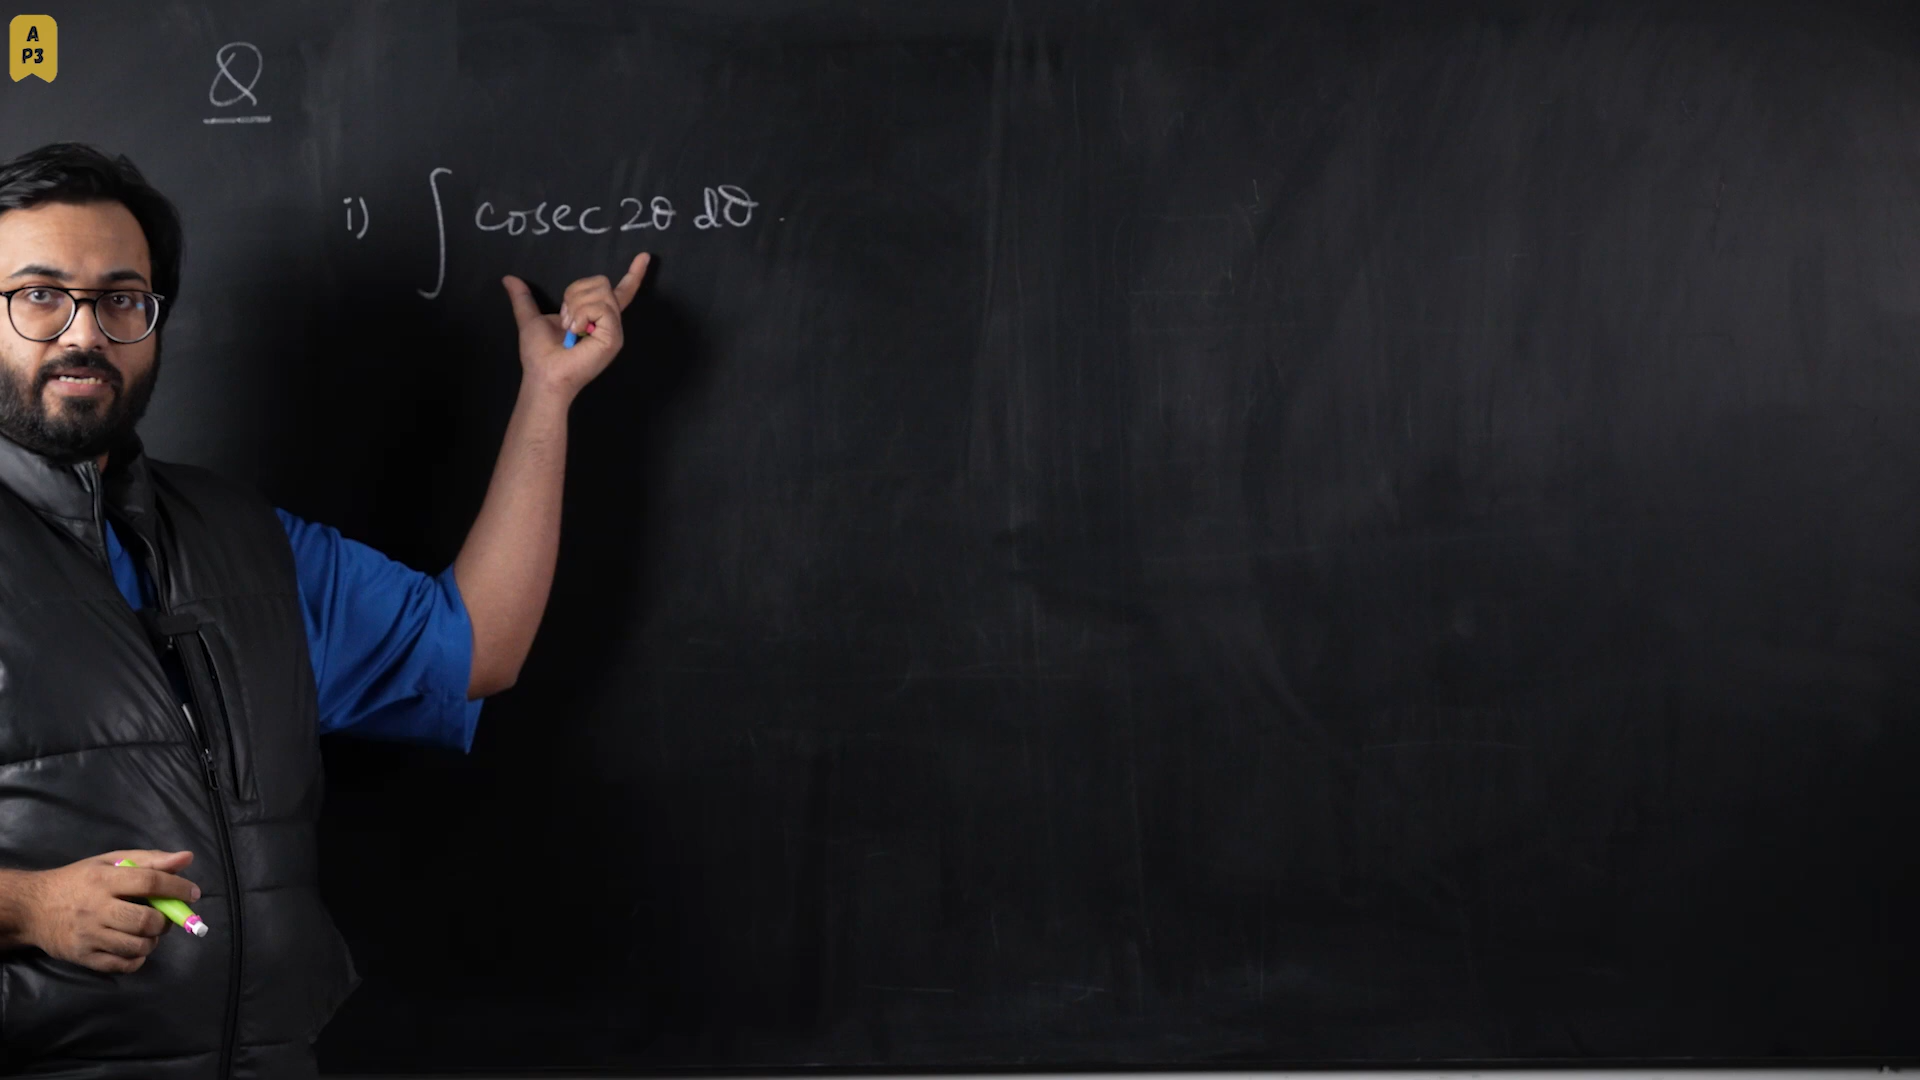 A
P3
Q
i) ∫ cosec 2θ dθ.